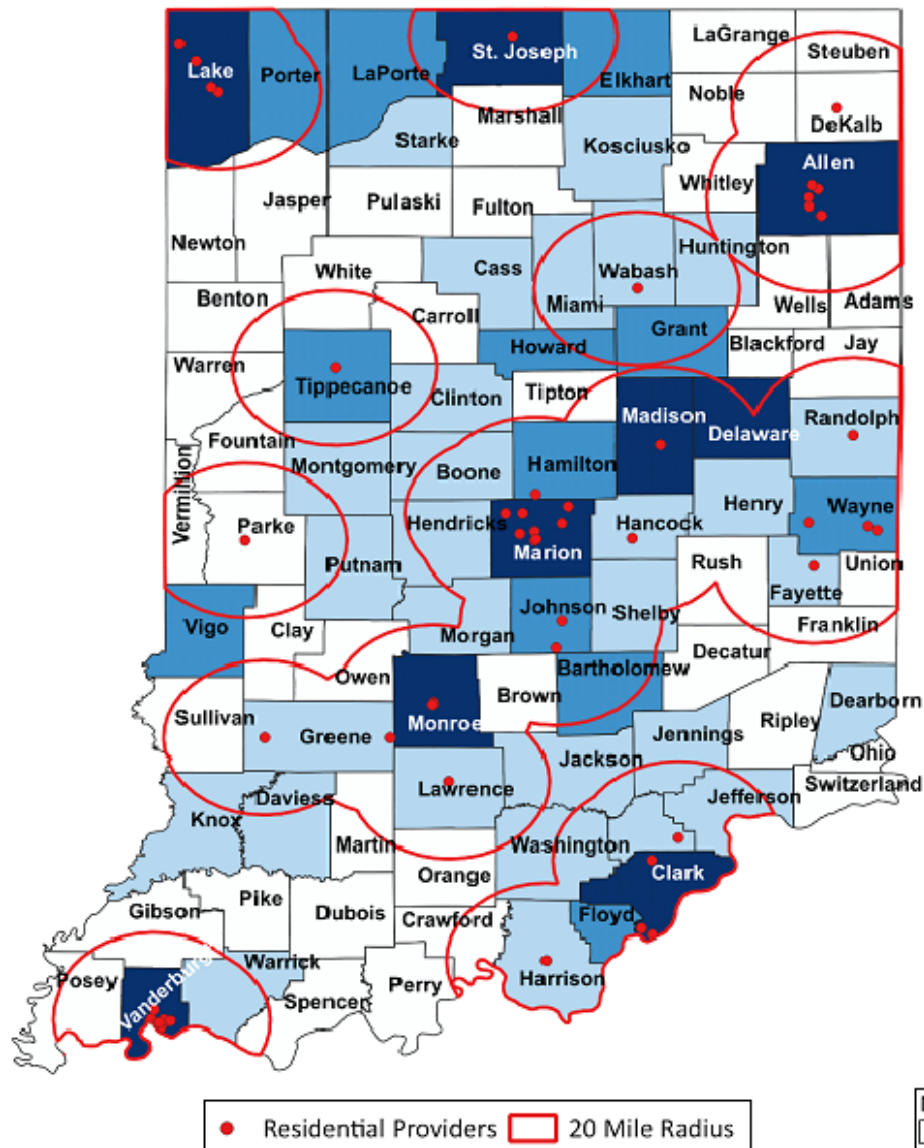 LaGrange
Steuben
St. Joseph
Lake
Porter
LaPorte
Elkhart
Noble
DeKalb
Marshall
Starke
Kosciusko
Allen
Whitley
Jasper
Pulaski
Fulton
Newton
Huntington
White
Cass
Wabash
Benton
Miami
Wells
Adams
Carroll
Grant
Howard
Blackford
Jay
Warren
Tippecanoe
Clinton
Tipton
Madison
Randolph
Delaware
Fountain
Montgomery
Boone
Hamilton
Vermillion
Henry
Wayne
Parke
Hendricks
Hancock
Marion
Putnam
Rush
Union
Fayette
Johnson
Shelby
Vigo
Clay
Morgan
Franklin
Decatur
Owen
Bartholomew
Brown
Dearborn
Sullivan
Monroe
Ripley
Greene
Jennings
Jackson
Ohio
Switzerland
Lawrence
Jefferson
Daviess
Knox
Washington
Martin
Clark
Orange
Pike
Gibson
Dubois
Crawford
Floyd
Warrick
Harrison
Posey
Vanderburgh
Perry
Spencer
Residential Providers 20 Mile Radius